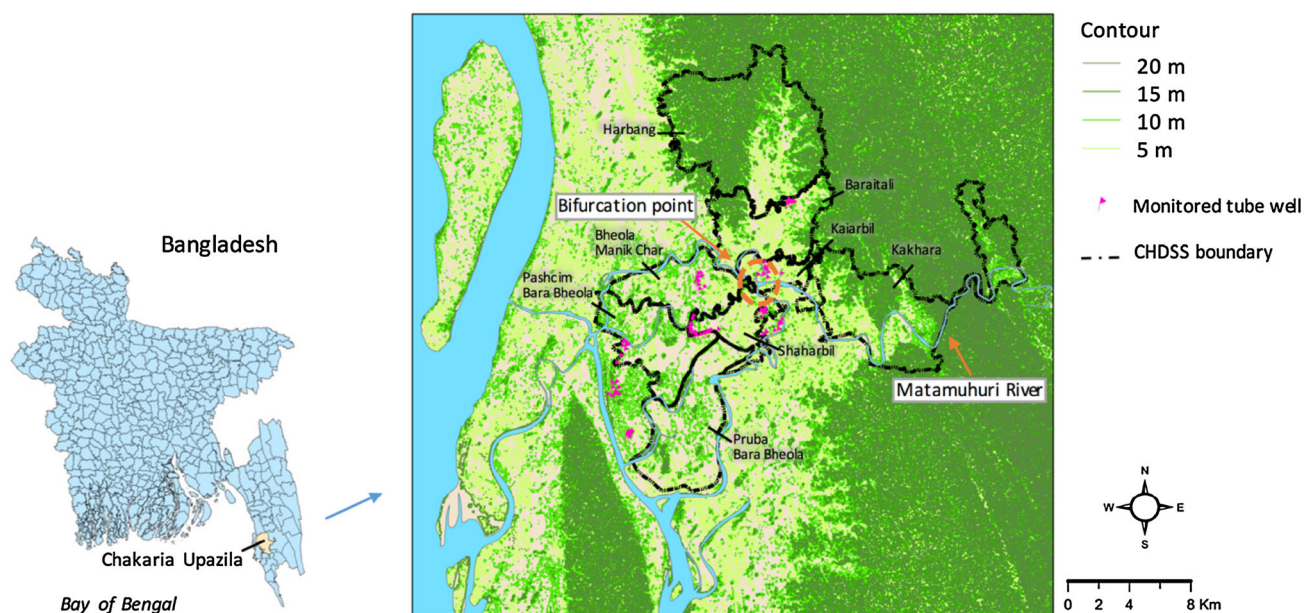 Bangladesh
Chakaria Upazila
Bay of Bengal
Harbang
Baraitali
Bifurcation point
Kaiarbil
Bheola
Manik Char
Kakhara
Pashcim
Bara Bheola
Shaharbil
Matamuhuri River
Pruba
Bara Bheola
Contour
20 m
15 m
10 m
5 m
Monitored tube well
CHDSS boundary
N
W E
S
0 2 4 8 Km